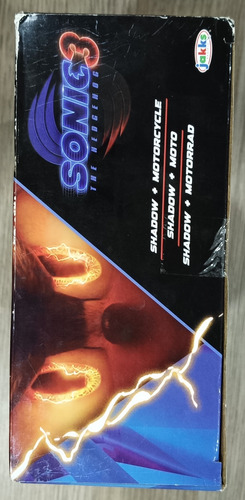 SONIC 3
THE HEDGEHOG
jakks
SHADOW + MOTORCYCLE
SHADOW + MOTO
SHADOW + MOTORRAD